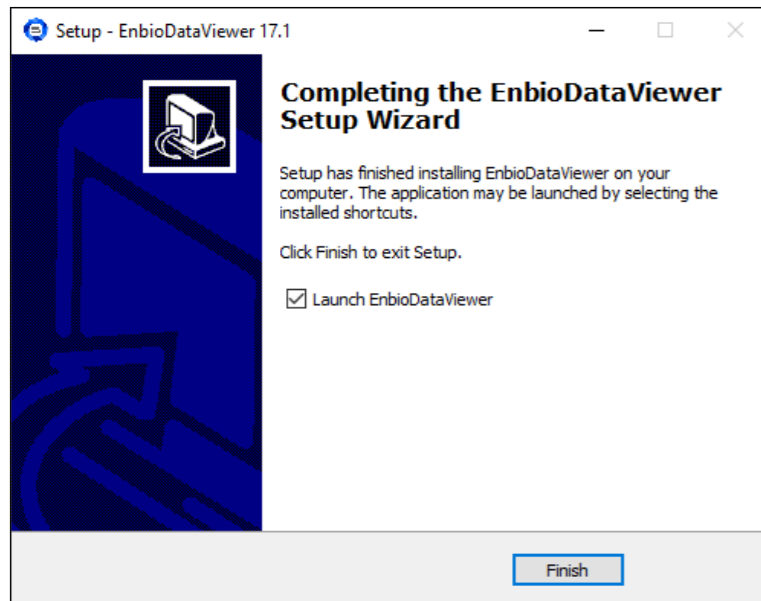 Setup - EnbioDataViewer 17.1
Completing the EnbioDataViewer
Setup Wizard
Setup has finished installing EnbioDataViewer on your
computer. The application may be launched by selecting the
installed shortcuts.
Click Finish to exit Setup.
Launch EnbioDataViewer
Finish